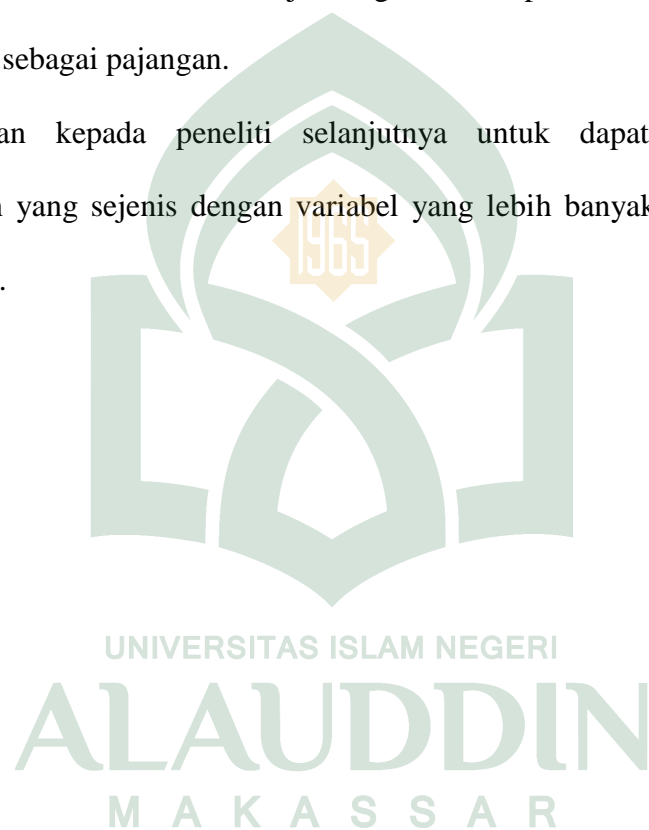 sebagai pajangan.
an kepada peneliti selanjutnya untuk dapat
yang sejenis dengan variabel yang lebih banyak
.
1965
UNIVERSITAS ISLAM NEGERI
ALAUDDIN
MAKASSAR